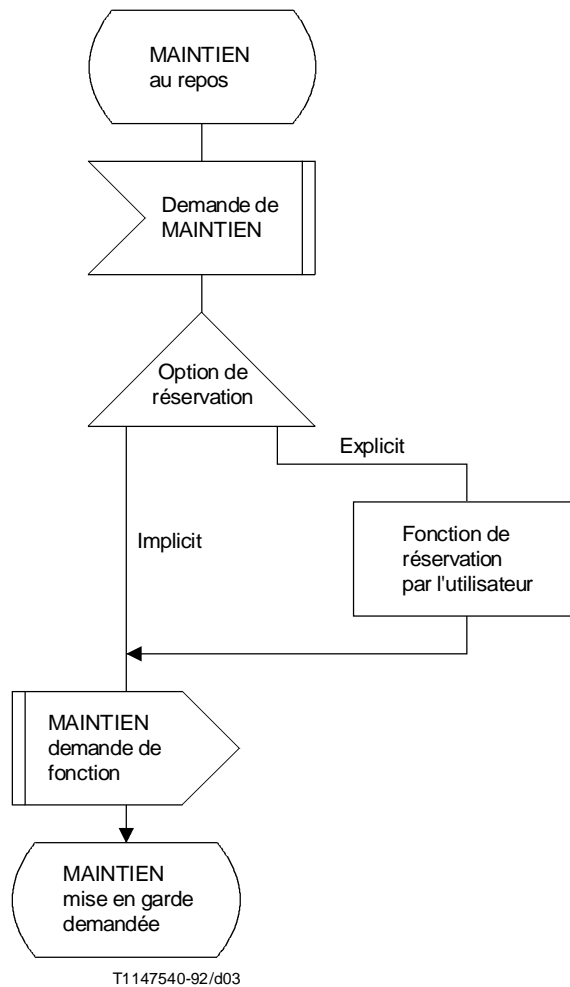 MAINTIEN
au repos
Demande de
MAINTIEN
Option de
réservation
Explicit
Implicit
Fonction de
réservation
par l'utilisateur
MAINTIEN
demande de
fonction
MAINTIEN
mise en garde
demandée
T1147540-92/d03